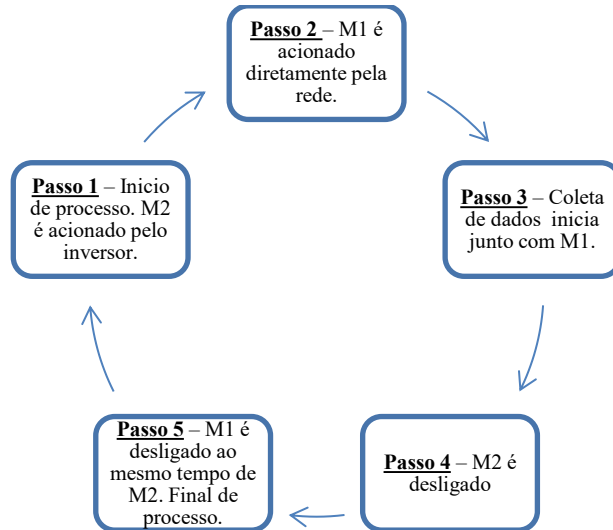 Passo 1 – Inicio
de processo. M2
é acionado pelo
inversor.
Passo 2 – M1 é
acionado
diretamente pela
rede.
Passo 3 – Coleta
de dados  inicia
junto com M1.
Passo 4 – M2 é
desligado
Passo 5 – M1 é
desligado ao
mesmo tempo de
M2. Final de
processo.